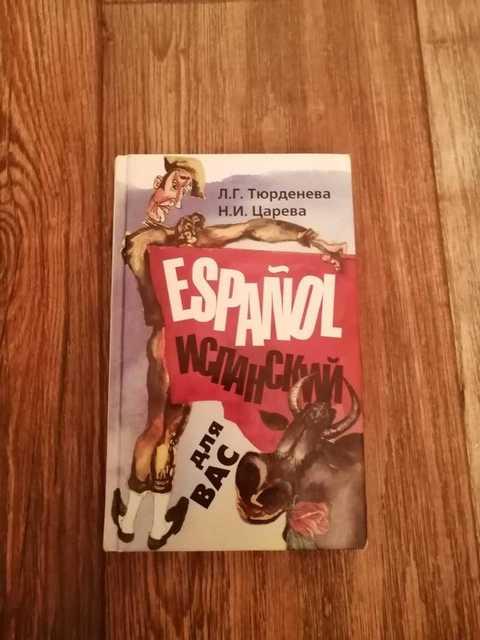 Л.Г. Тюрденева
Н.И. Царева
ESPAÑOL
ИСПАНСКИЙ
для
ВАС